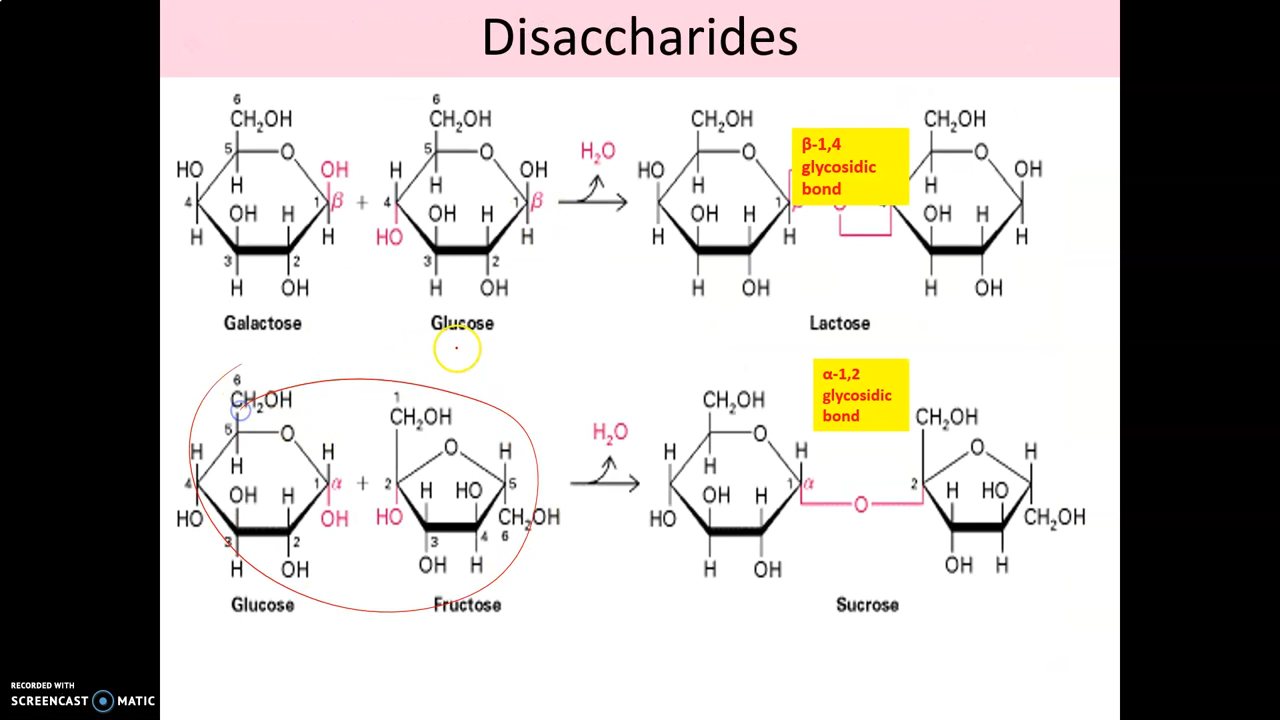 Disaccharides
6 6
CH₂OH CH₂OH CH₂OH CH₂OH
5 O OH 5 O OH H₂O O β-1,4 glycosidic bond O OH
HO H H H HO H H
4 OH H 1 β + 4 OH H 1 β OH H 1 OH H
H H HO H H H O H
3 2 3 2
H OH H OH H OH H OH
Galactose Glucose Lactose
6 1
CH₂OH CH₂OH CH₂OH α-1,2 glycosidic bond CH₂OH
5 O O H₂O O O
H H H H H H H H
4 OH H 1 α + 2 H HO 5 OH H 1 α 2 H HO
HO OH HO CH₂OH HO O CH₂OH
3 2 3 4 6
H OH OH H H OH OH H
Glucose Fructose Sucrose
RECORDED WITH
SCREENCAST MATIC